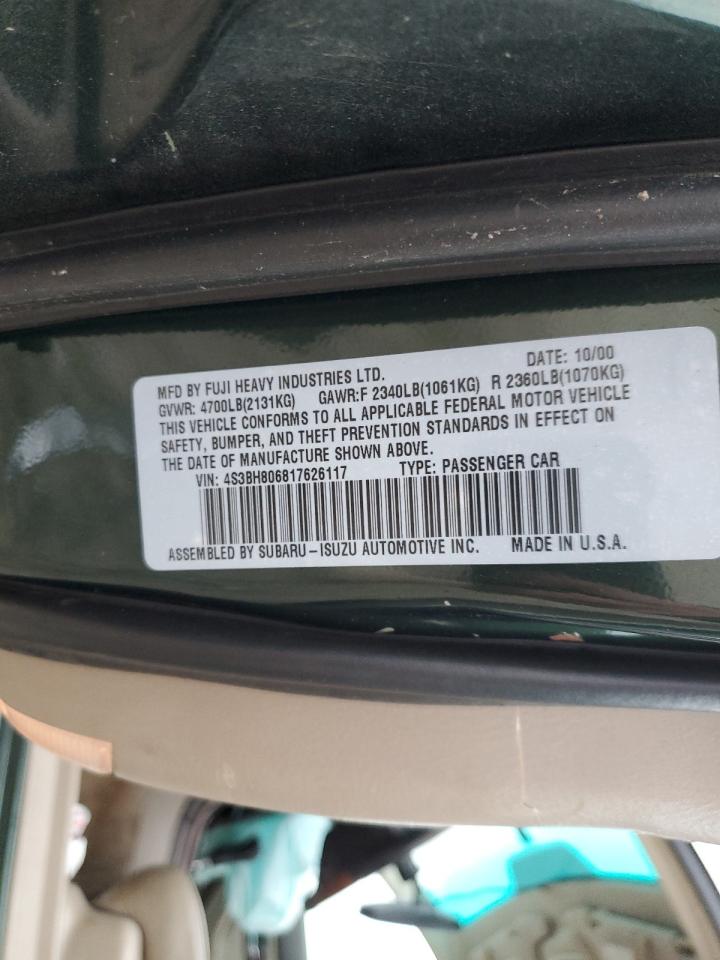 MFD BY FUJI HEAVY INDUSTRIES LTD. DATE: 10/00
GVWR: 4700LB(2131KG) GAWR:F 2340LB(1061KG) R 2360LB(1070KG)
THIS VEHICLE CONFORMS TO ALL APPLICABLE FEDERAL MOTOR VEHICLE
SAFETY, BUMPER, AND THEFT PREVENTION STANDARDS IN EFFECT ON
THE DATE OF MANUFACTURE SHOWN ABOVE.
VIN: 4S3BH806817626117 TYPE: PASSENGER CAR
ASSEMBLED BY SUBARU-ISUZU AUTOMOTIVE INC. MADE IN U.S.A.